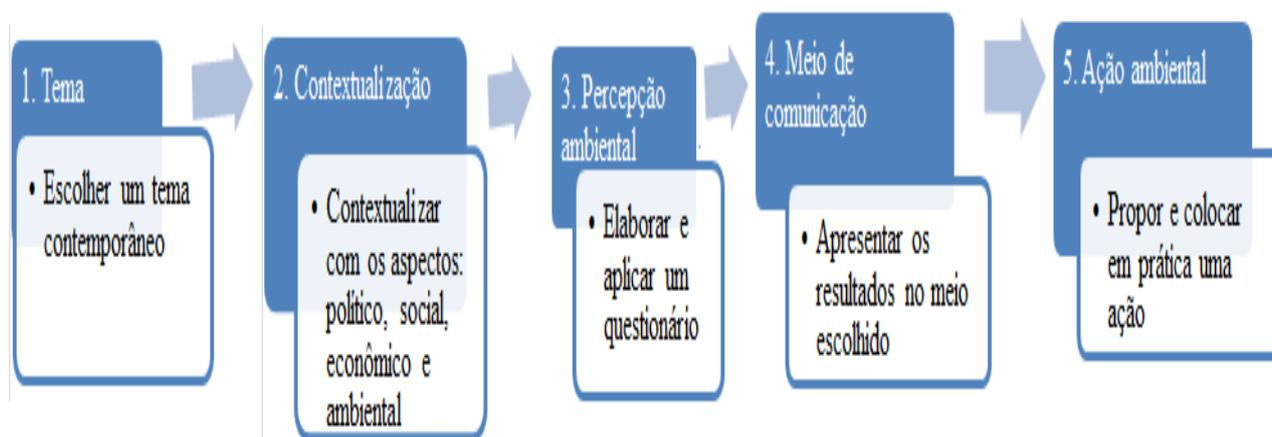 1. Tema
• Escolher um tema
contemporâneo
2. Contextualização
• Contextualizar
com os aspectos:
político, social,
econômico e
ambiental
3. Percepção
ambiental
• Elaborar e
aplicar um
questionário
4. Meio de
comunicação
• Apresentar os
resultados no meio
escolhido
5. Ação ambiental
• Propor e colocar
em prática uma
ação